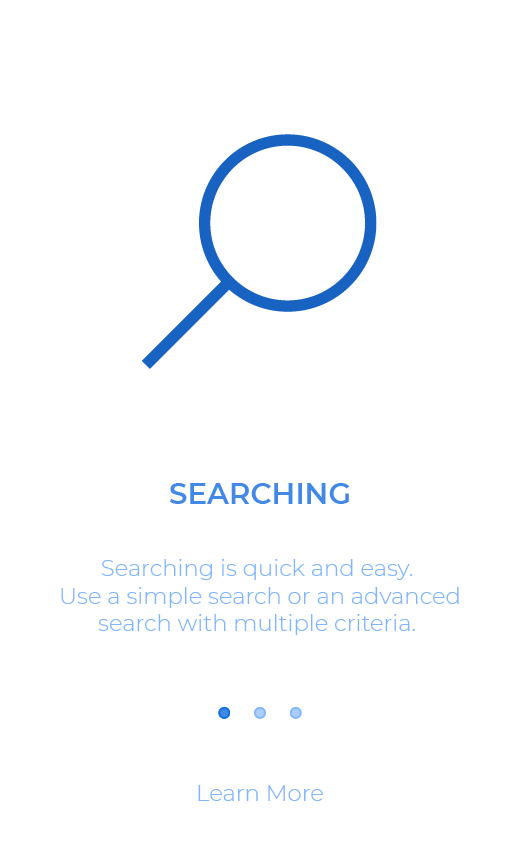 SEARCHING
Searching is quick and easy.
Use a simple search or an advanced
search with multiple criteria.
Learn More